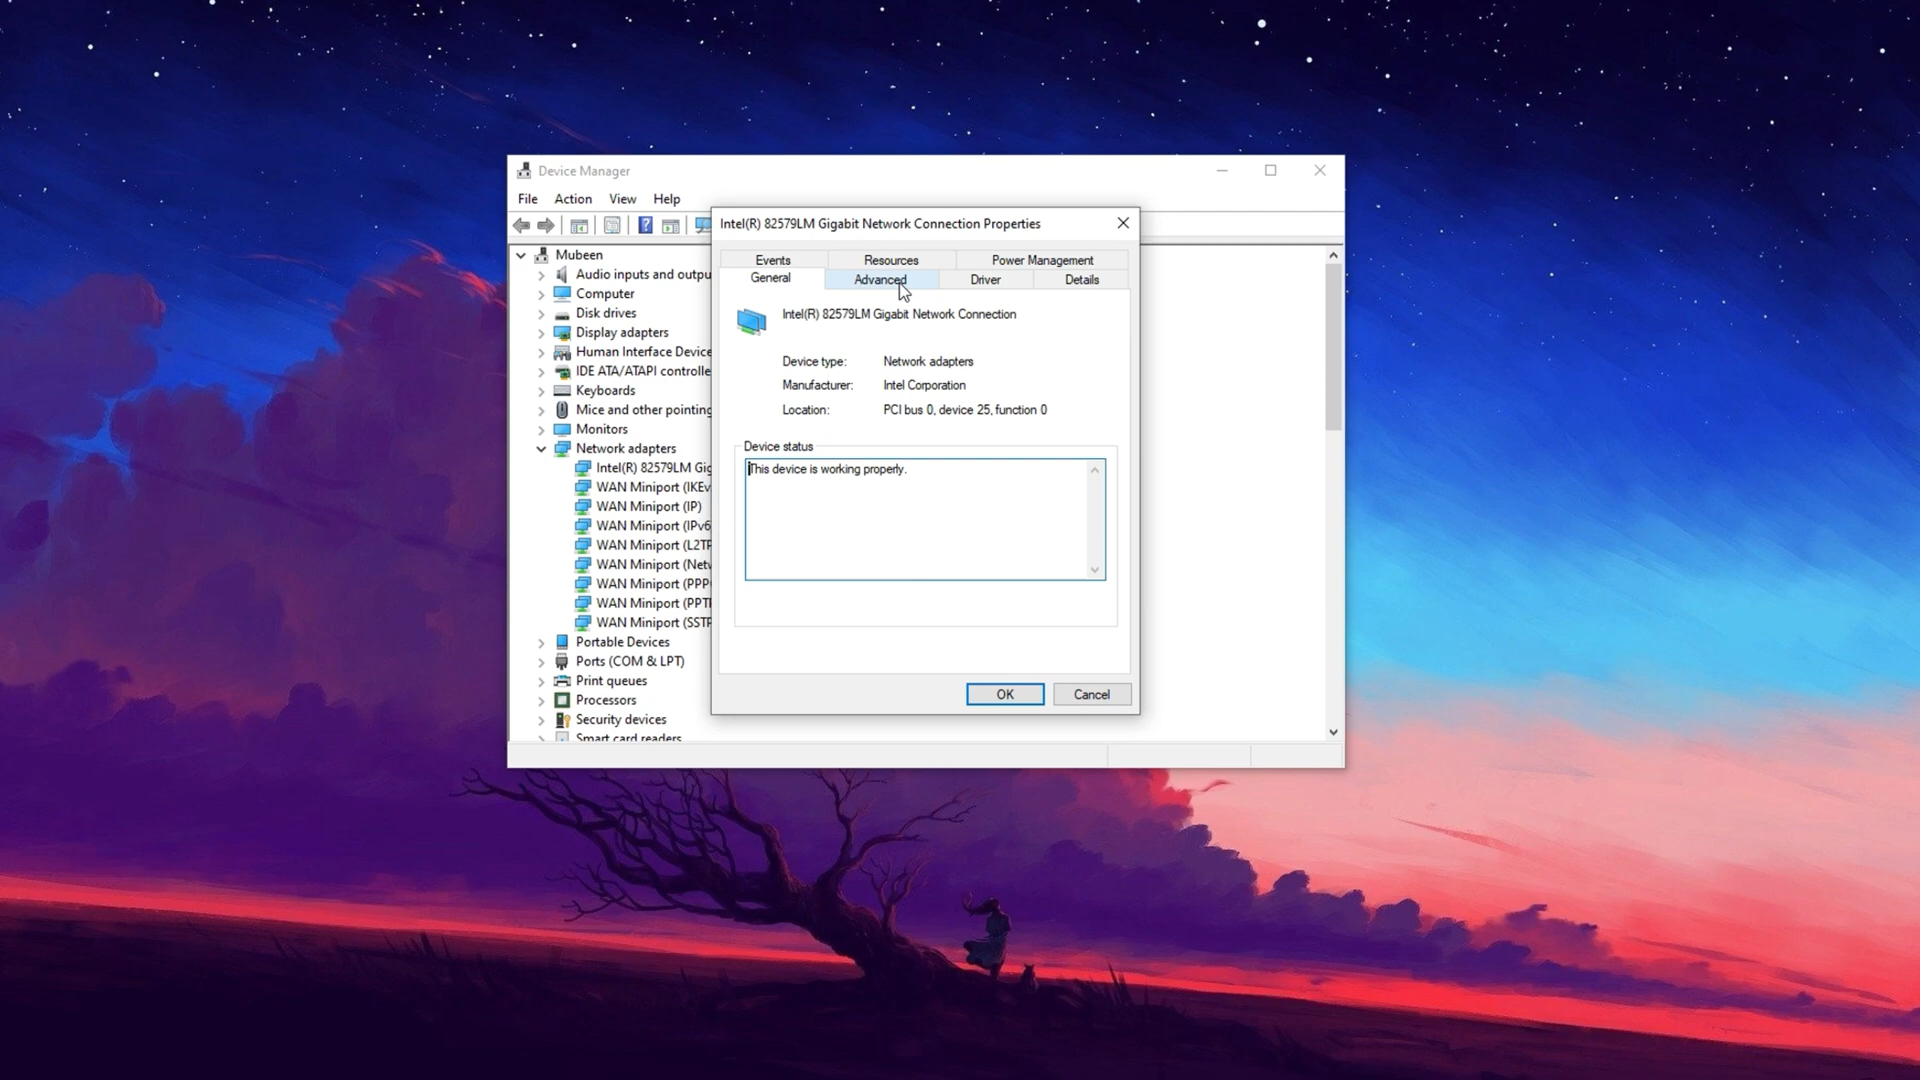 Device Manager
File Action View Help
Mubeen
Audio inputs and outpu
Computer
Disk drives
Display adapters
Human Interface Device
IDE ATA/ATAPI controlle
Keyboards
Mice and other pointing
Monitors
Network adapters
Intel(R) 82579LM Gig
WAN Miniport (IKEv
WAN Miniport (IP)
WAN Miniport (IPv6
WAN Miniport (L2TP
WAN Miniport (Netw
WAN Miniport (PPP
WAN Miniport (PPTP
WAN Miniport (SSTP
Portable Devices
Ports (COM & LPT)
Print queues
Processors
Security devices
Smart card readers
Intel(R) 82579LM Gigabit Network Connection Properties
Events Resources Power Management
General Advanced Driver Details
Intel(R) 82579LM Gigabit Network Connection
Device type: Network adapters
Manufacturer: Intel Corporation
Location: PCI bus 0, device 25, function 0
Device status
This device is working properly.
OK Cancel